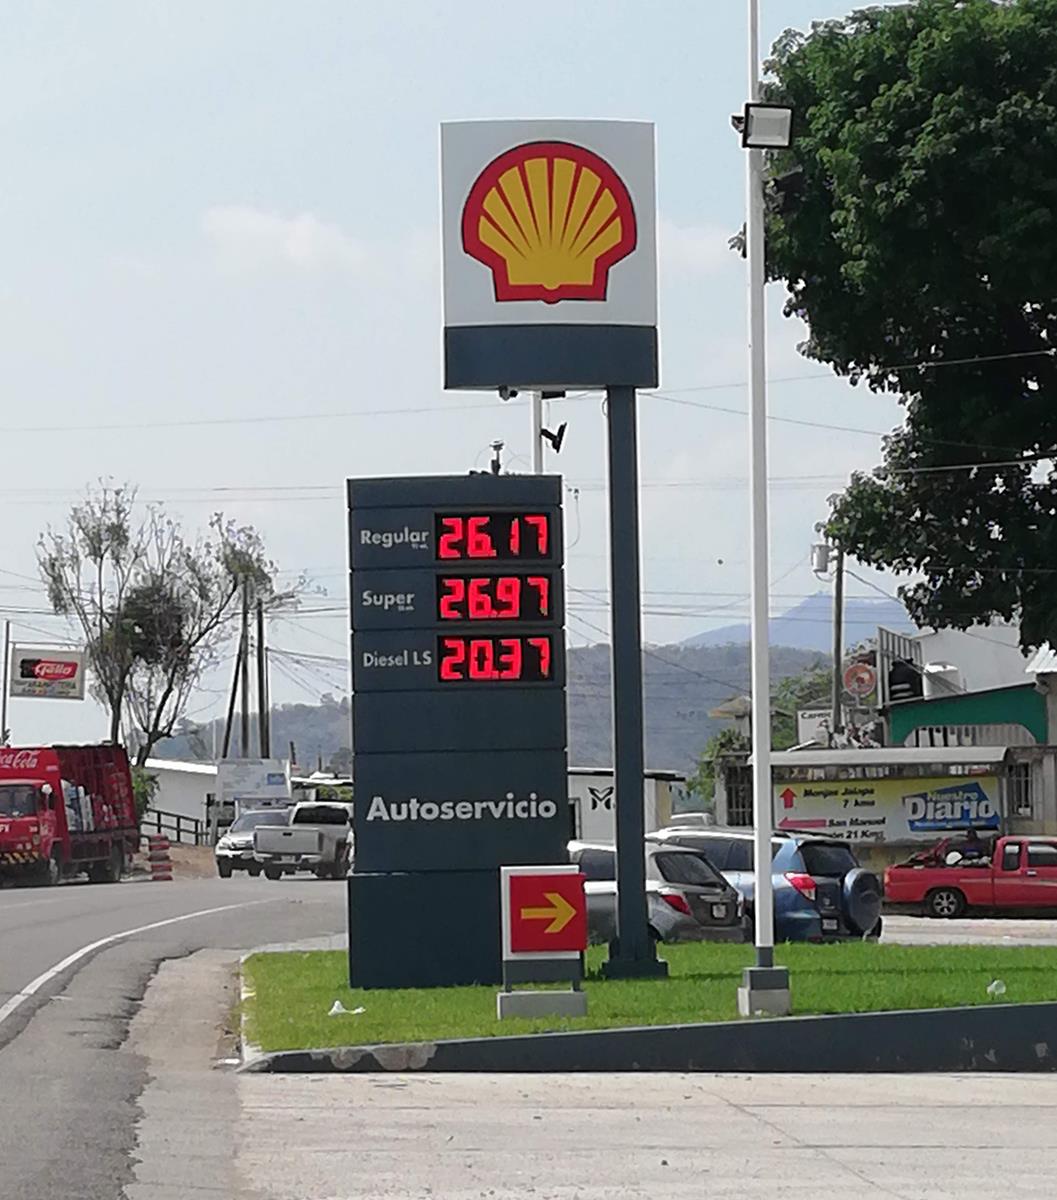 Regular 26.17
Super 26.97
Diesel LS 20.37
Autoservicio
Gallo
Coca Cola
Monjas Jalapa
7 kms
San Manuel
21 Kms
Nuestro
Diario